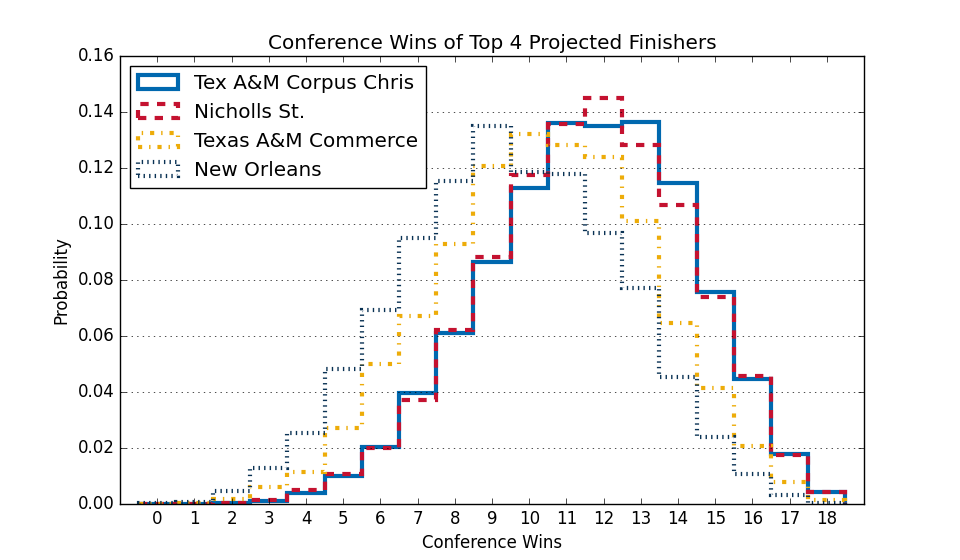 Conference Wins of Top 4 Projected Finishers
0.16
0.14
0.12
0.10
0.08
0.06
0.04
0.02
0.00
Probability
Tex A&M Corpus Chris
Nicholls St.
Texas A&M Commerce
New Orleans
0 1 2 3 4 5 6 7 8 9 10 11 12 13 14 15 16 17 18
Conference Wins